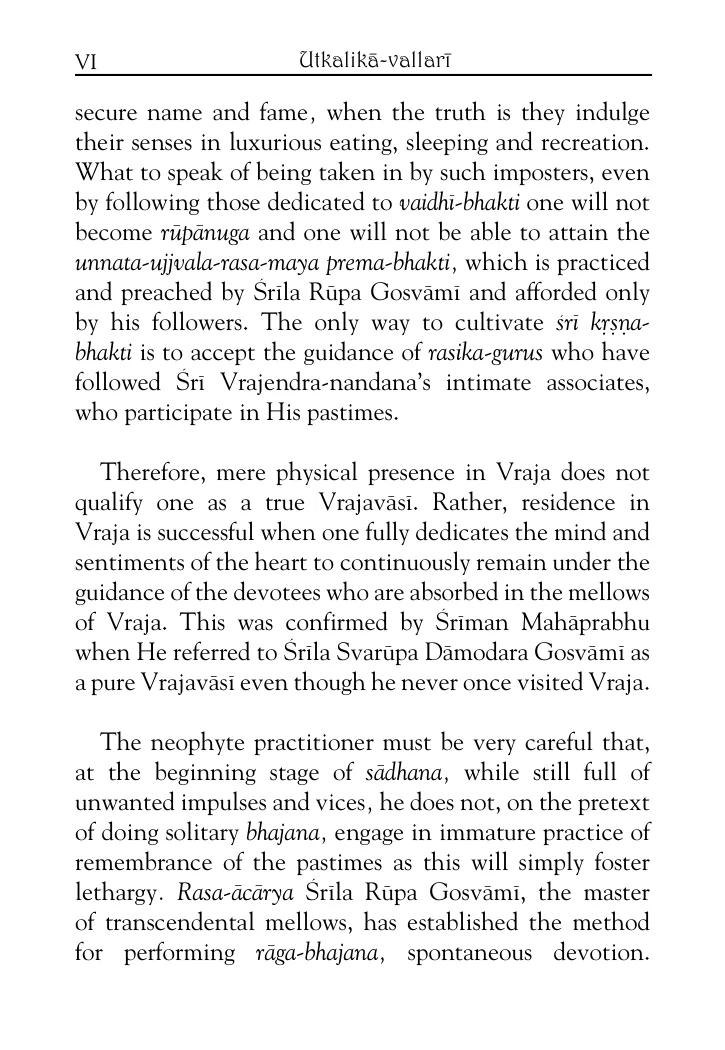 VI Utkalikā-vallarī
secure name and fame, when the truth is they indulge
their senses in luxurious eating, sleeping and recreation.
What to speak of being taken in by such imposters, even
by following those dedicated to vaidhī-bhakti one will not
become rūpānuga and one will not be able to attain the
unnata-ujjvala-rasa-maya prema-bhakti, which is practiced
and preached by Śrīla Rūpa Gosvāmī and afforded only
by his followers. The only way to cultivate śrī kṛṣṇa-
bhakti is to accept the guidance of rasika-gurus who have
followed Śrī Vrajendra-nandana’s intimate associates,
who participate in His pastimes.
Therefore, mere physical presence in Vraja does not
qualify one as a true Vrajavāsī. Rather, residence in
Vraja is successful when one fully dedicates the mind and
sentiments of the heart to continuously remain under the
guidance of the devotees who are absorbed in the mellows
of Vraja. This was confirmed by Śrīman Mahāprabhu
when He referred to Śrīla Svarūpa Dāmodara Gosvāmī as
a pure Vrajavāsī even though he never once visited Vraja.
The neophyte practitioner must be very careful that,
at the beginning stage of sādhana, while still full of
unwanted impulses and vices, he does not, on the pretext
of doing solitary bhajana, engage in immature practice of
remembrance of the pastimes as this will simply foster
lethargy. Rasa-ācārya Śrīla Rūpa Gosvāmī, the master
of transcendental mellows, has established the method
for performing rāga-bhajana, spontaneous devotion.